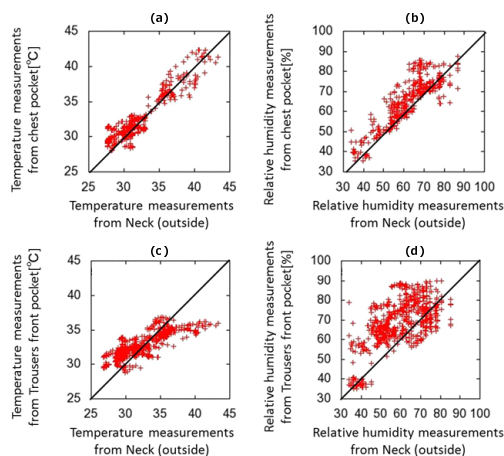 (a)
Temperature measurements
from chest pocket[℃]
45
40
35
30
25
25 30 35 40 45
Temperature measurements
from Neck (outside)
(b)
Relative humidity measurements
from chest pocket[%]
100
90
80
70
60
50
40
30
30 40 50 60 70 80 90 100
Relative humidity measurements
from Neck (outside)
(c)
Temperature measurements
from Trousers front pocket[℃]
45
40
35
30
25
25 30 35 40 45
Temperature measurements
from Neck (outside)
(d)
Relative humidity measurements
from Trousers front pocket[%]
100
90
80
70
60
50
40
30
30 40 50 60 70 80 90 100
Relative humidity measurements
from Neck (outside)